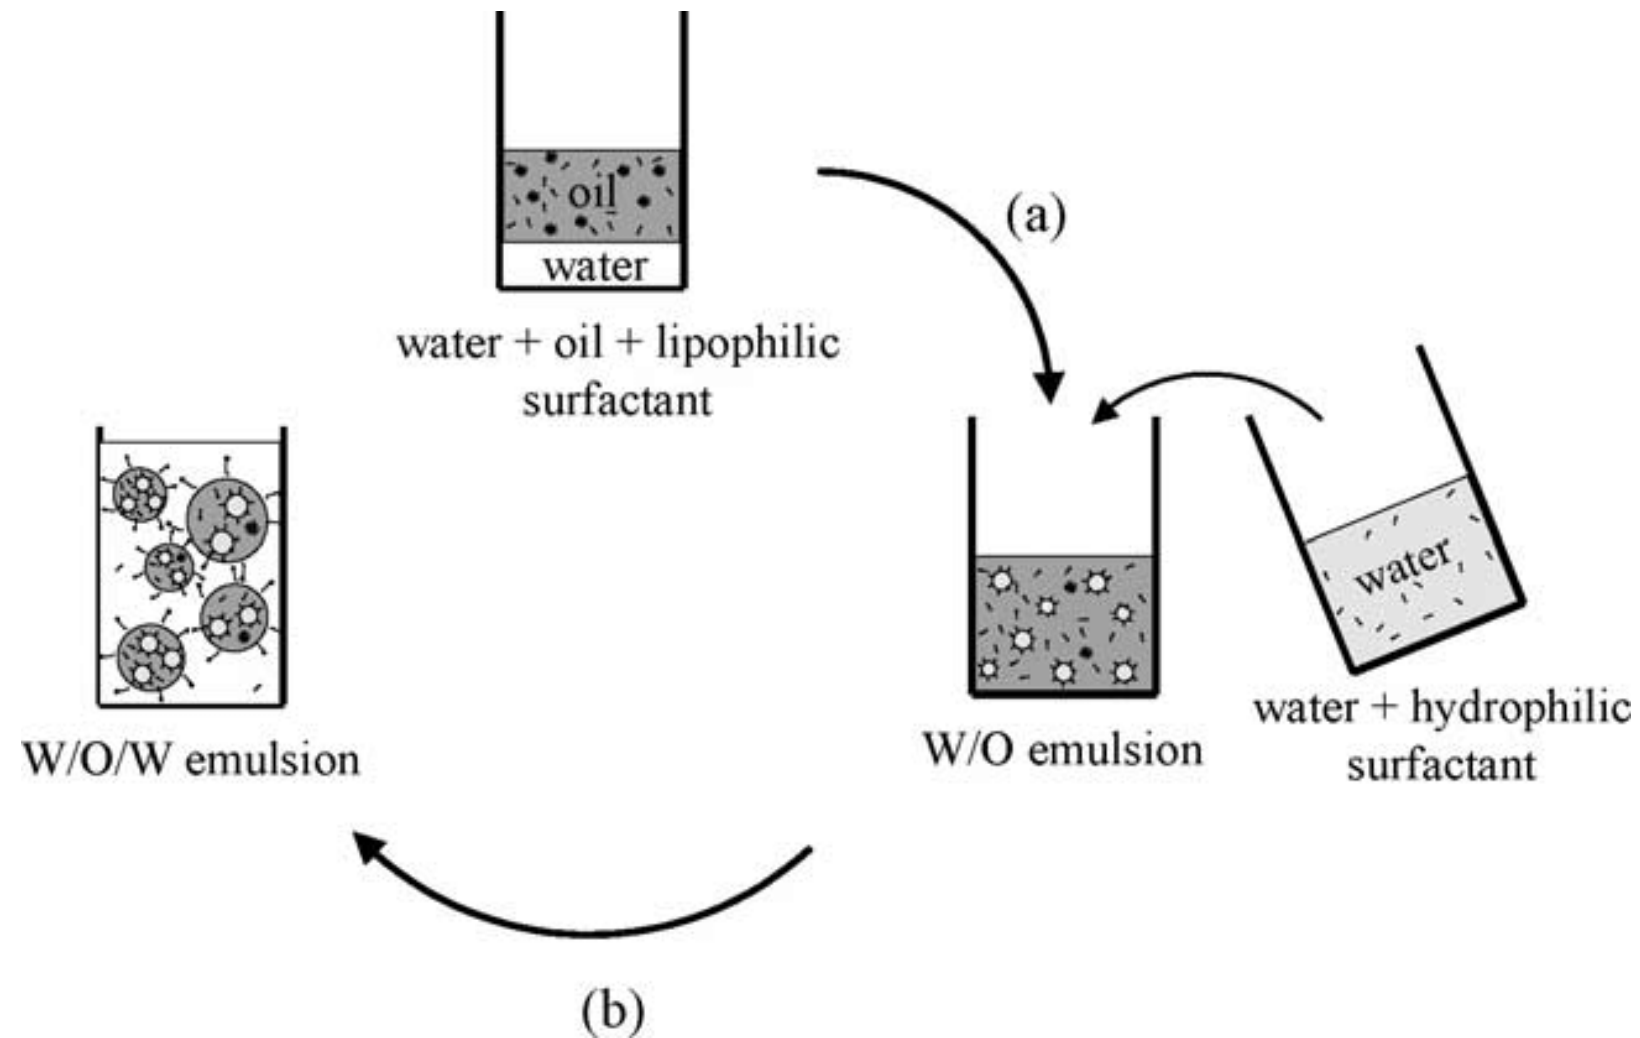 oil
water
water + oil + lipophilic
surfactant
(a)
water
W/O emulsion
water + hydrophilic
surfactant
W/O/W emulsion
(b)